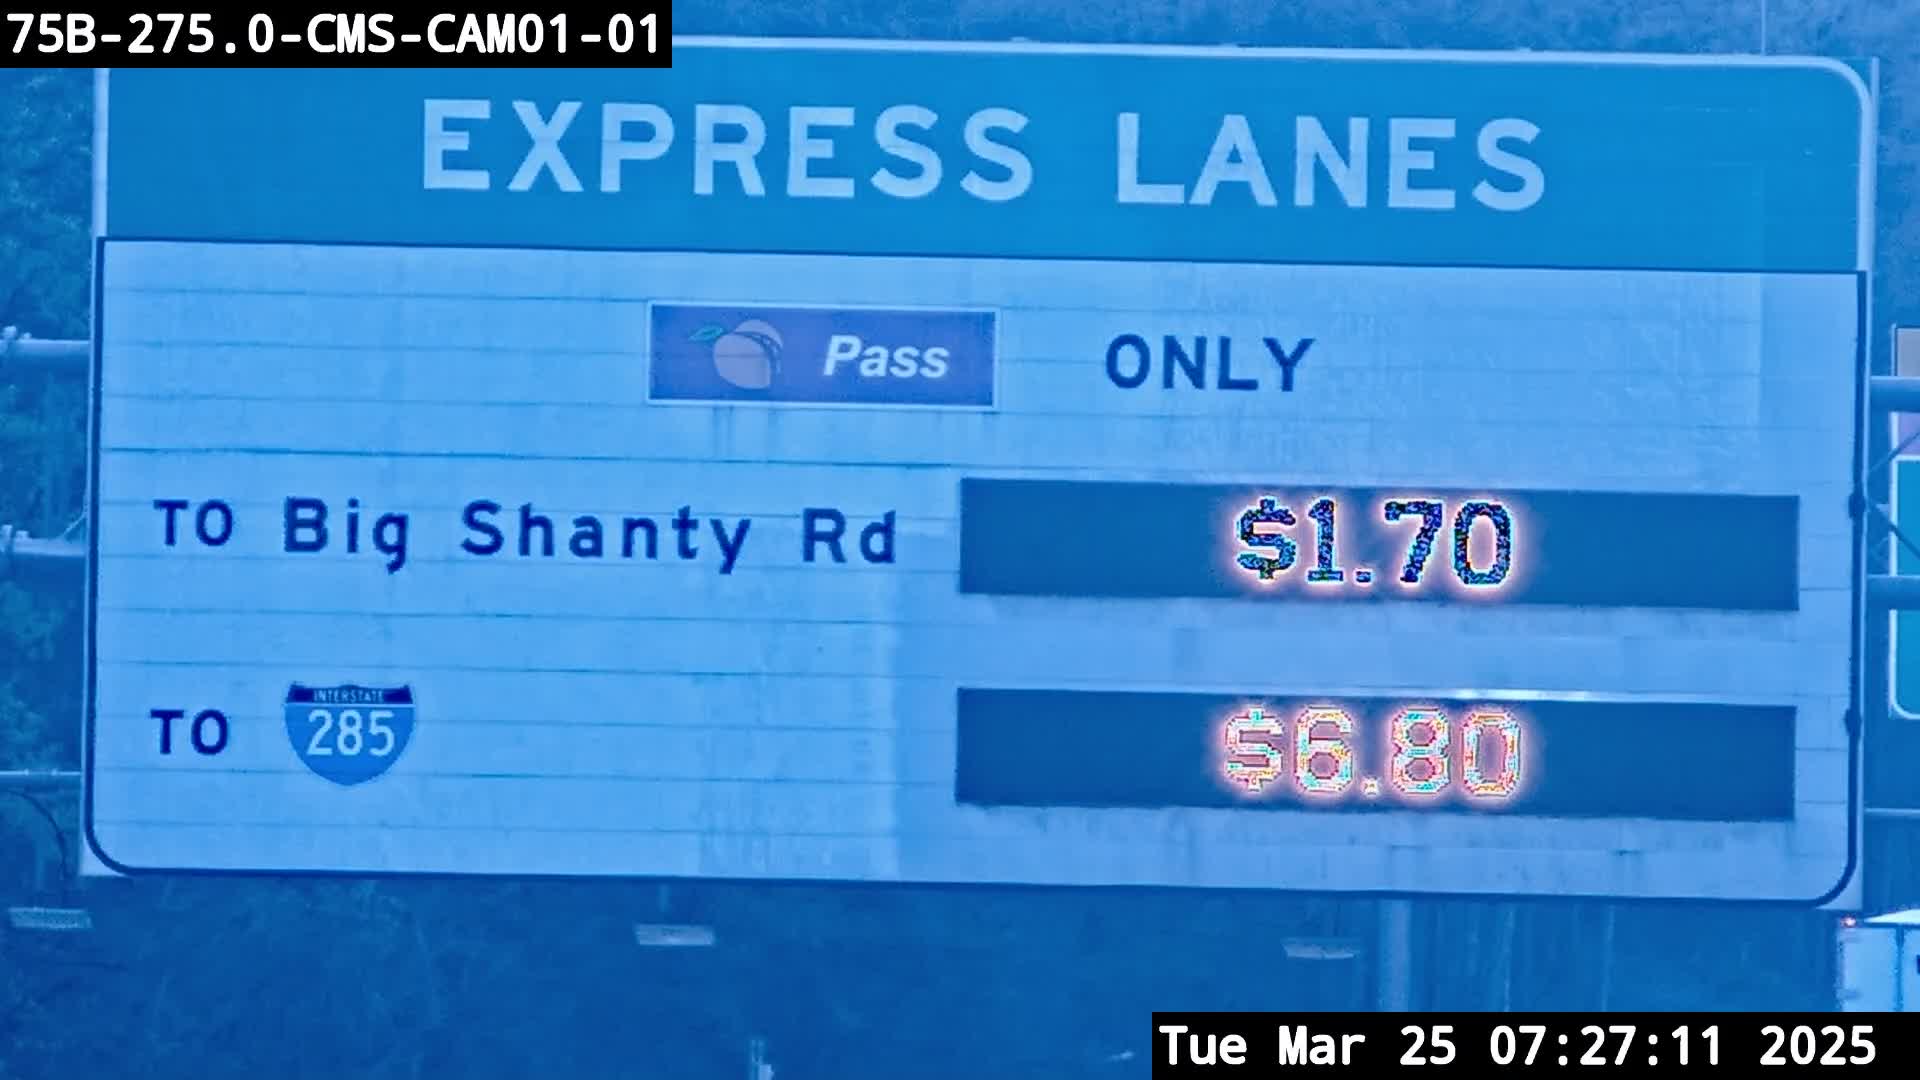 75B-275.0-CMS-CAM01-01
EXPRESS LANES
Pass ONLY
TO Big Shanty Rd $1.70
TO INTERSTATE 285 $6.80
Tue Mar 25 07:27:11 2025